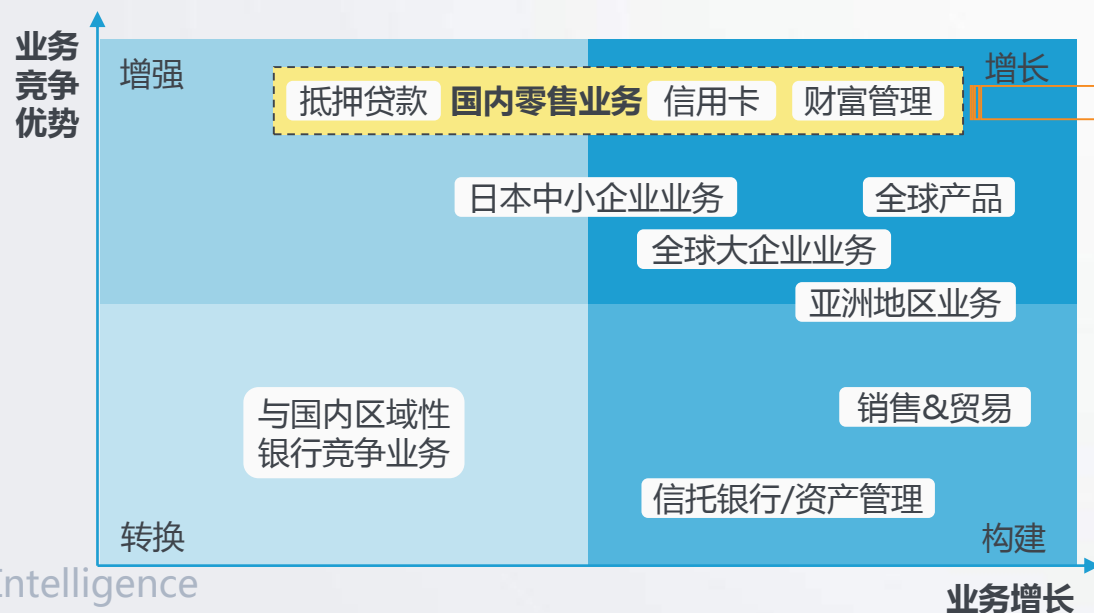 业务
竞争
优势
增强
增长
抵押贷款 国内零售业务 信用卡 财富管理
日本中小企业业务
全球产品
全球大企业业务
亚洲地区业务
与国内区域性
银行竞争业务
销售&贸易
信托银行/资产管理
转换
构建
Intelligence
业务增长